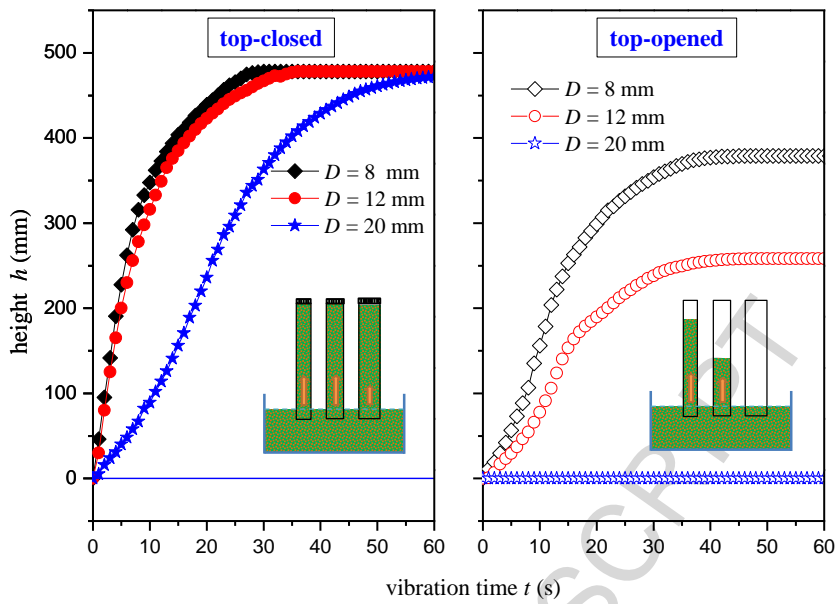 top-closed
top-opened
500
400
300
200
100
0
height h (mm)
D = 8 mm
D = 12 mm
D = 20 mm
D = 8 mm
D = 12 mm
D = 20 mm
0 10 20 30 40 50 60
0 10 20 30 40 50 60
vibration time t (s)
SCRIPT